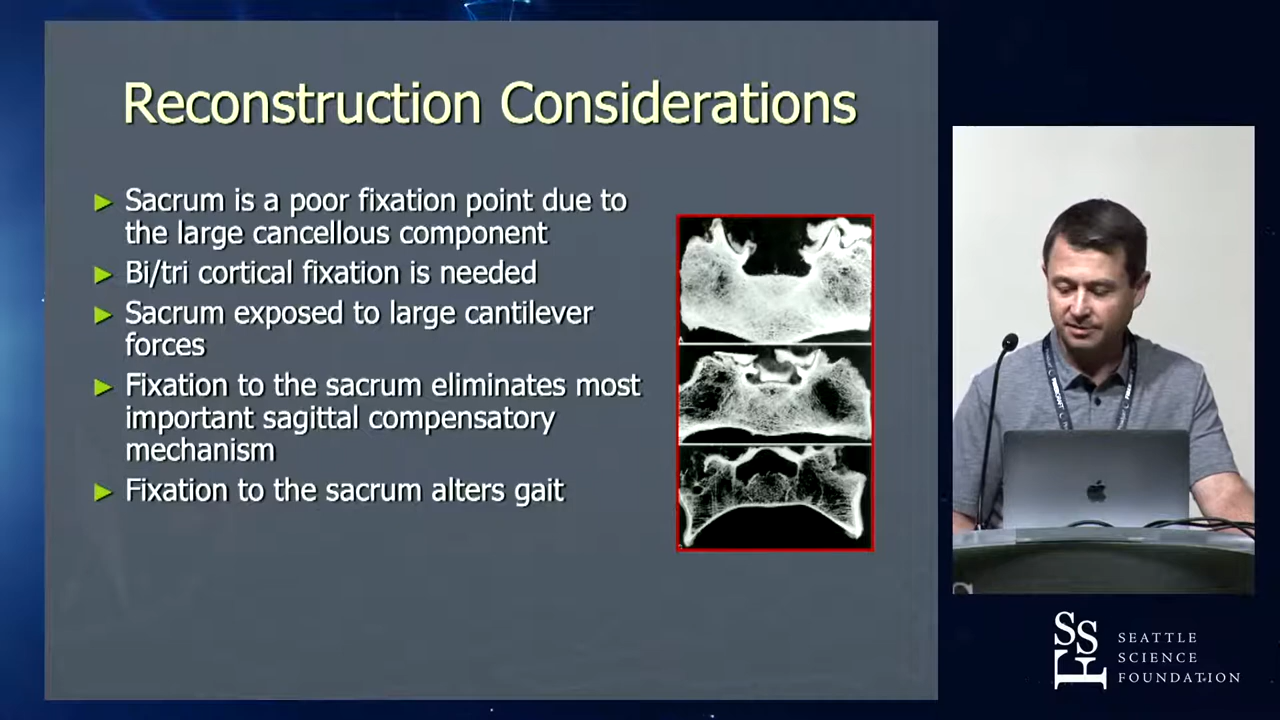 Reconstruction Considerations
Sacrum is a poor fixation point due to
the large cancellous component
Bi/tri cortical fixation is needed
Sacrum exposed to large cantilever
forces
Fixation to the sacrum eliminates most
important sagittal compensatory
mechanism
Fixation to the sacrum alters gait
SSF
SEATTLE
SCIENCE
FOUNDATION